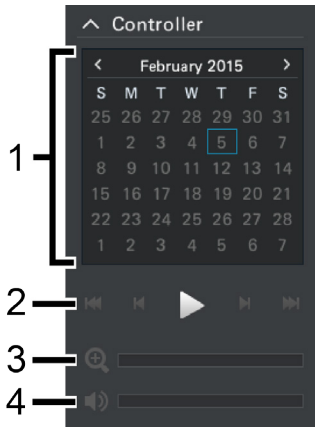 Controller
February 2015
S M T W T F S
25 26 27 28 29 30 31
1 2 3 4 5 6 7
8 9 10 11 12 13 14
15 16 17 18 19 20 21
22 23 24 25 26 27 28
1 2 3 4 5 6 7
1
2
3
4